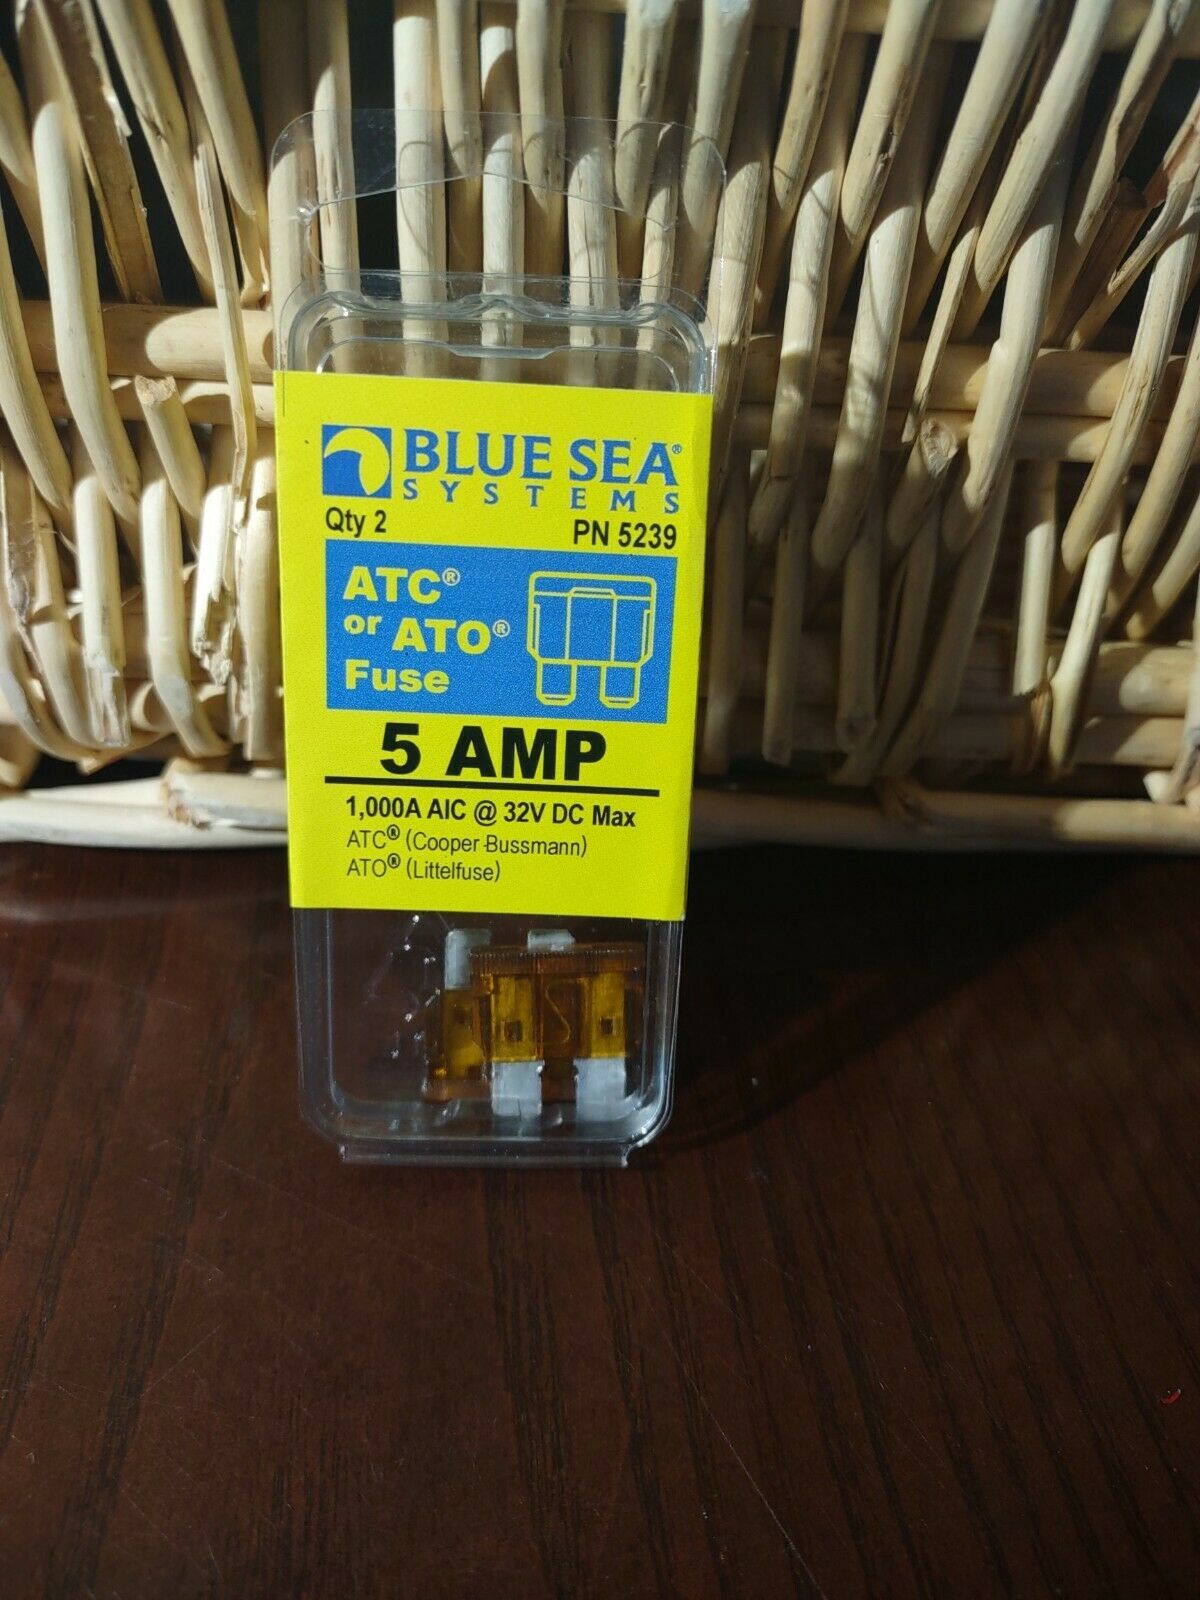 BLUE SEA®
SYSTEMS
Qty 2 PN 5239
ATC®
or ATO®
Fuse
5 AMP
1,000A AIC @ 32V DC Max
ATC® (Cooper-Bussmann)
ATO® (Littelfuse)